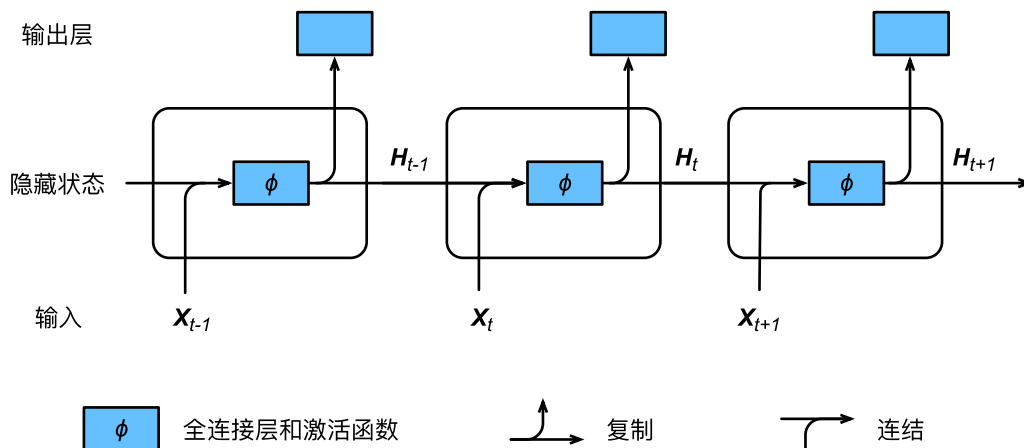 输出层
隐藏状态 ϕ H_{t-1} ϕ H_t ϕ H_{t+1}
输入 X_{t-1} X_t X_{t+1}
ϕ 全连接层和激活函数 复制 连结